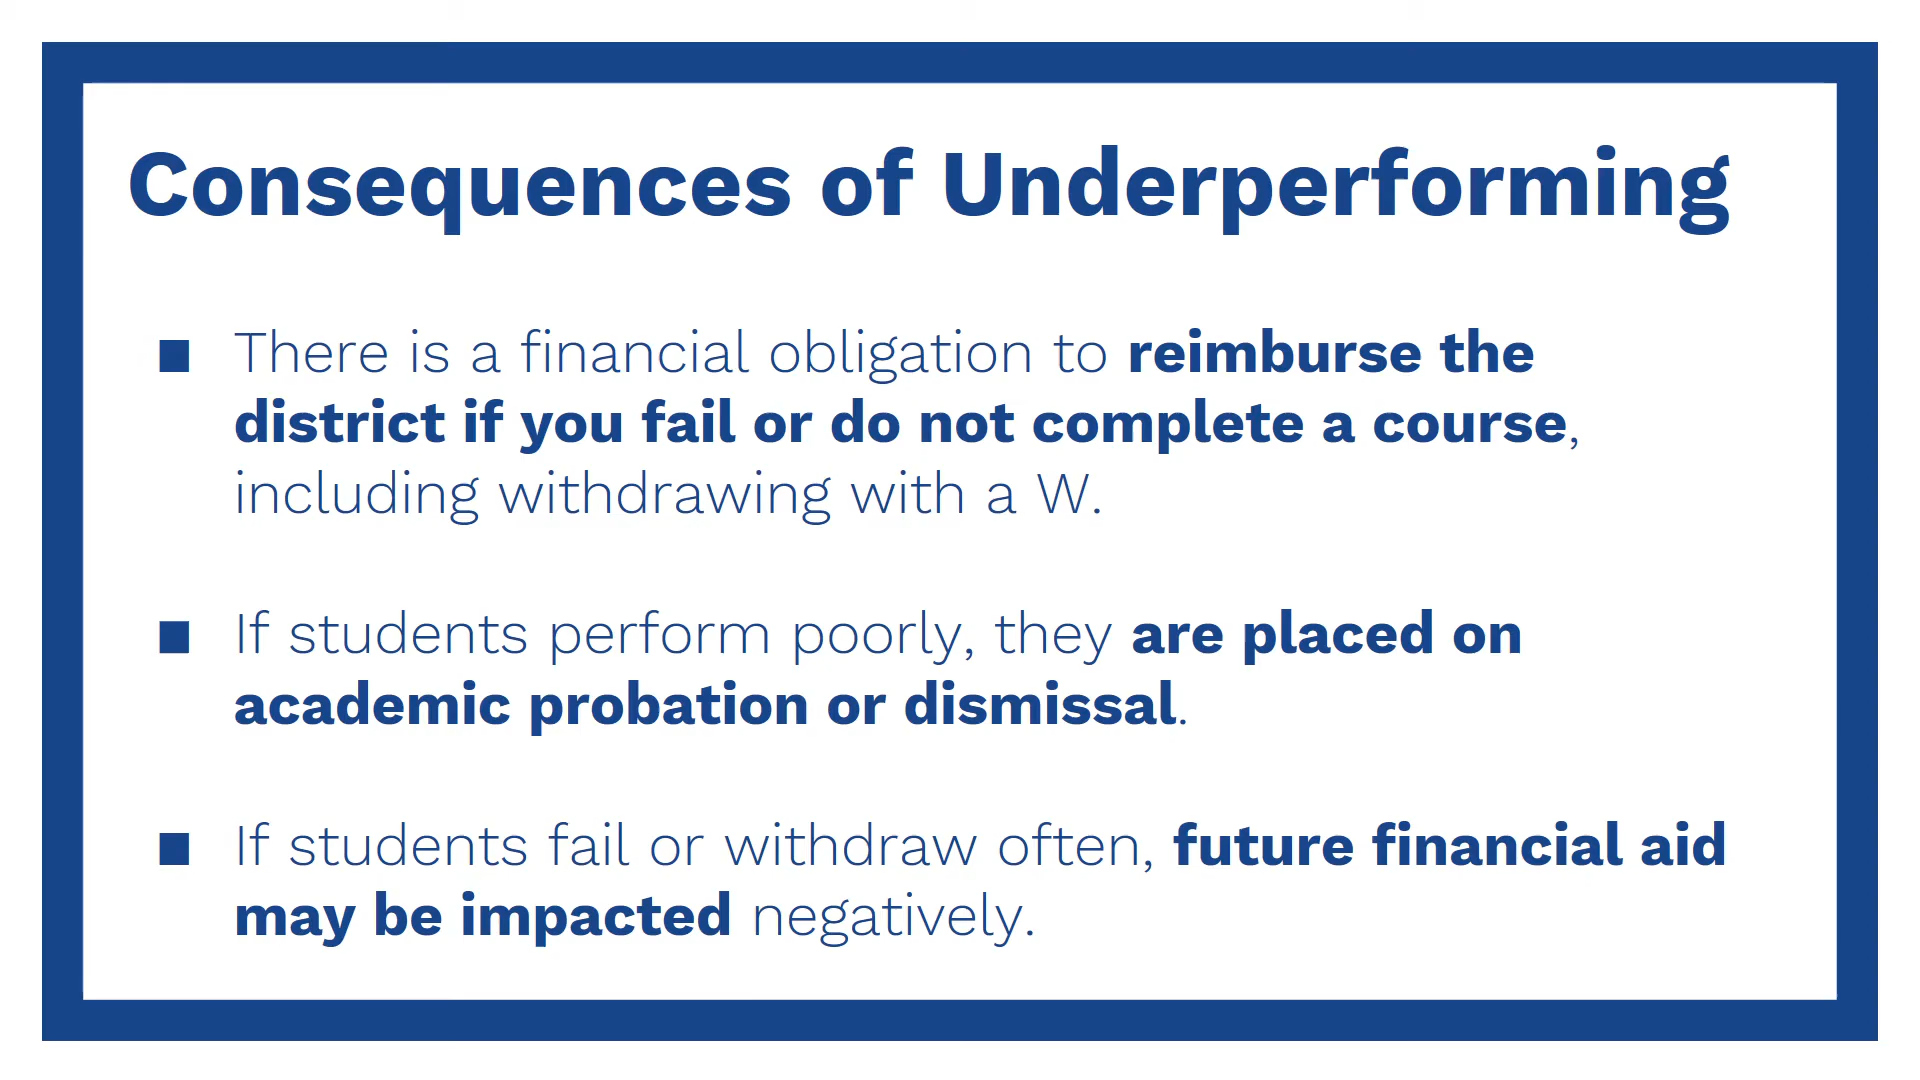 Consequences of Underperforming
■ There is a financial obligation to reimburse the
district if you fail or do not complete a course,
including withdrawing with a W.
■ If students perform poorly, they are placed on
academic probation or dismissal.
■ If students fail or withdraw often, future financial aid
may be impacted negatively.